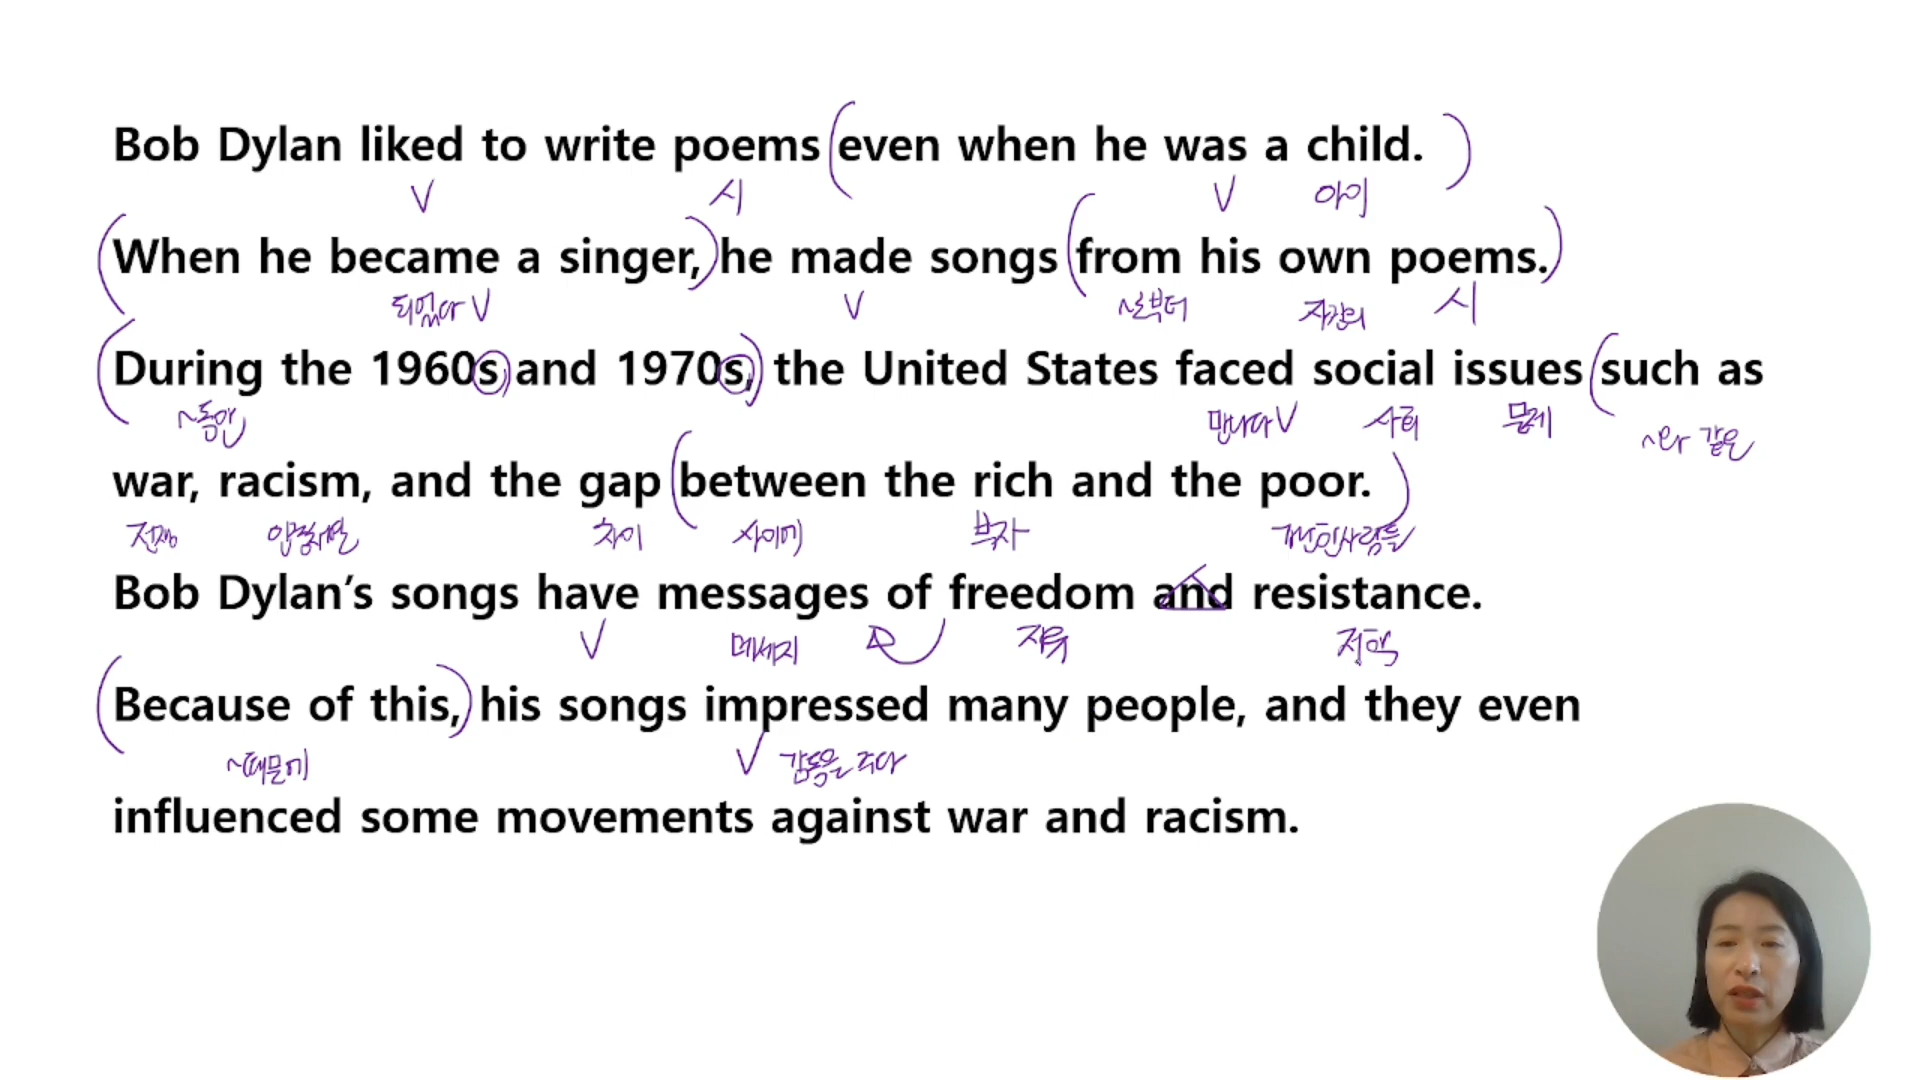 Bob Dylan liked to write poems (even when he was a child.)
V 시 V 아이
(When he became a singer,) he made songs (from his own poems.)
되었다 V V ~로부터 자신의 시
(During the 1960s, and 1970s,) the United States faced social issues (such as
~동안 만나다 V 사회 문제 ~와 같은
war, racism, and the gap (between the rich and the poor.)
전쟁 인종차별 차이 사이에 부자 가난한사람들
Bob Dylan’s songs have messages of freedom and resistance.
V 메세지 자유 저항
(Because of this,) his songs impressed many people, and they even
~때문에 V 감동을 주다
influenced some movements against war and racism.